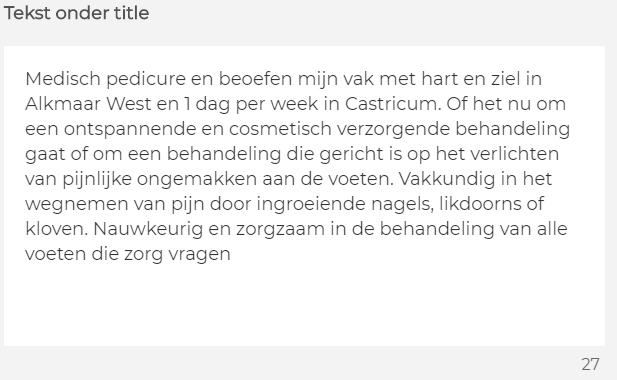 Tekst onder title
Medisch pedicure en beoefen mijn vak met hart en ziel in
Alkmaar West en 1 dag per week in Castricum. Of het nu om
een ontspannende en cosmetisch verzorgende behandeling
gaat of om een behandeling die gericht is op het verlichten
van pijnlijke ongemakken aan de voeten. Vakkundig in het
wegnemen van pijn door ingroeiende nagels, likdoorns of
kloven. Nauwkeurig en zorgzaam in de behandeling van alle
voeten die zorg vragen
27